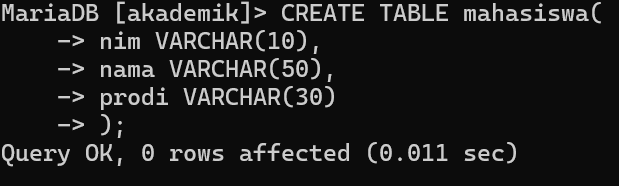 MariaDB [akademik]> CREATE TABLE mahasiswa(
    -> nim VARCHAR(10),
    -> nama VARCHAR(50),
    -> prodi VARCHAR(30)
    -> );
Query OK, 0 rows affected (0.011 sec)